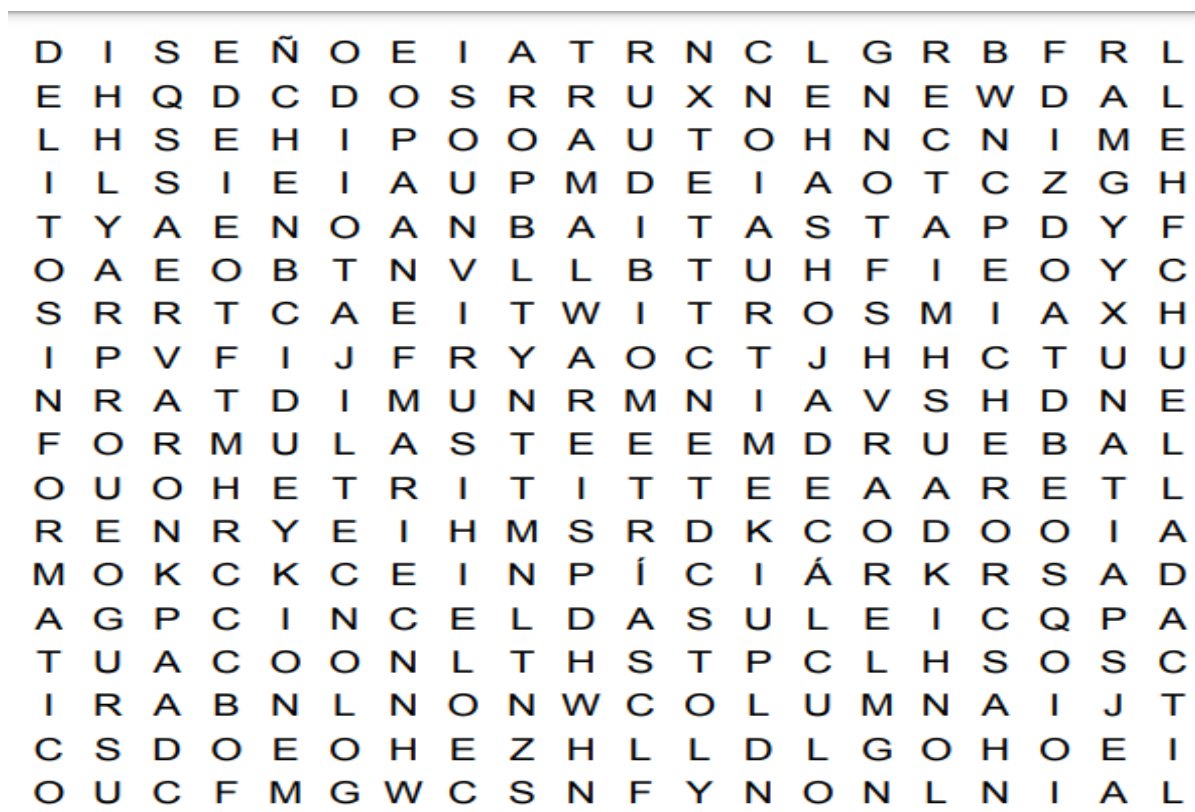 D I S E Ñ O E I A T R N C L G R B F R L
E H Q D C D O S R R U X N E N E W D A L
L H S E H I P O O A U T O H N C N I M E
I L S I E I A U P M D E I A O T C Z G H
T Y A E N O A N B A I T A S T A P D Y F
O A E O B T N V L L B T U H F I E O Y C
S R R T C A E I T W I T R O S M I A X H
I P V F I J F R Y A O C T J H H C T U U
N R A T D I M U N R M N I A V S H D N E
F O R M U L A S T E E E M D R U E B A L
O U O H E T R I T I T T E E A A R E T L
R E N R Y E I H M S R D K C O D O O I A
M O K C K C E I N P Í C I Á R K R S A D
A G P C I N C E L D A S U L E I C Q P A
T U A C O O N L T H S T P C L H S O S C
I R A B N L N O N W C O L U M N A I J T
C S D O E O H E Z H L L D L G O H O E I
O U C F M G W C S N F Y N O N L N I A L